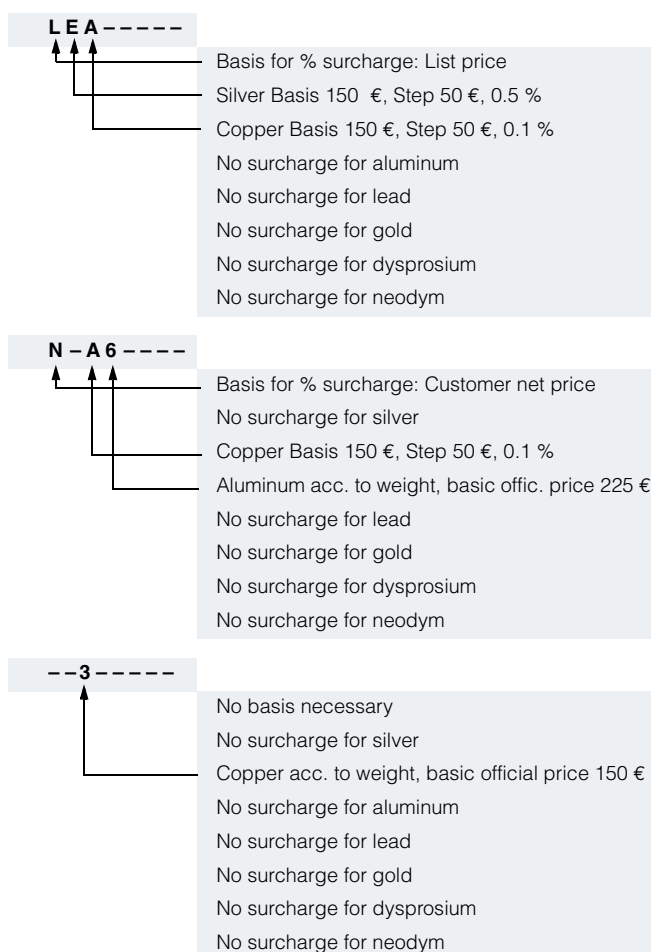 L E A – – – – –
Basis for % surcharge: List price
Silver Basis 150 €, Step 50 €, 0.5 %
Copper Basis 150 €, Step 50 €, 0.1 %
No surcharge for aluminum
No surcharge for lead
No surcharge for gold
No surcharge for dysprosium
No surcharge for neodym
N – A 6 – – – –
Basis for % surcharge: Customer net price
No surcharge for silver
Copper Basis 150 €, Step 50 €, 0.1 %
Aluminum acc. to weight, basic offic. price 225 €
No surcharge for lead
No surcharge for gold
No surcharge for dysprosium
No surcharge for neodym
– – 3 – – – – –
No basis necessary
No surcharge for silver
Copper acc. to weight, basic official price 150 €
No surcharge for aluminum
No surcharge for lead
No surcharge for gold
No surcharge for dysprosium
No surcharge for neodym